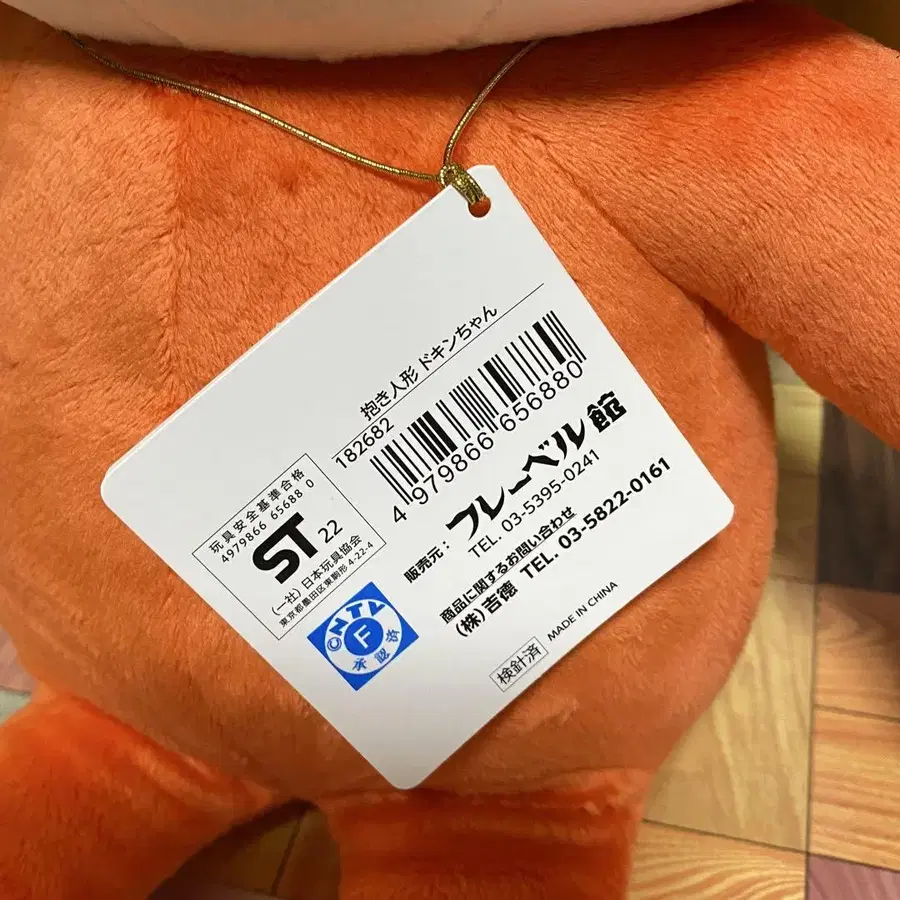 抱き人形 ドキンちゃん
182682
4 979866 656880
玩具安全基準合格
4979866 65688 0
ST 22
(一社)日本玩具協会
東京都墨田区東駒形 4-22-4
©NTV
F
承認済
販売元：フレーベル館
TEL. 03-5395-0241
商品に関するお問い合わせ
(株)吉德 TEL. 03-5822-0161
検針済
MADE IN CHINA